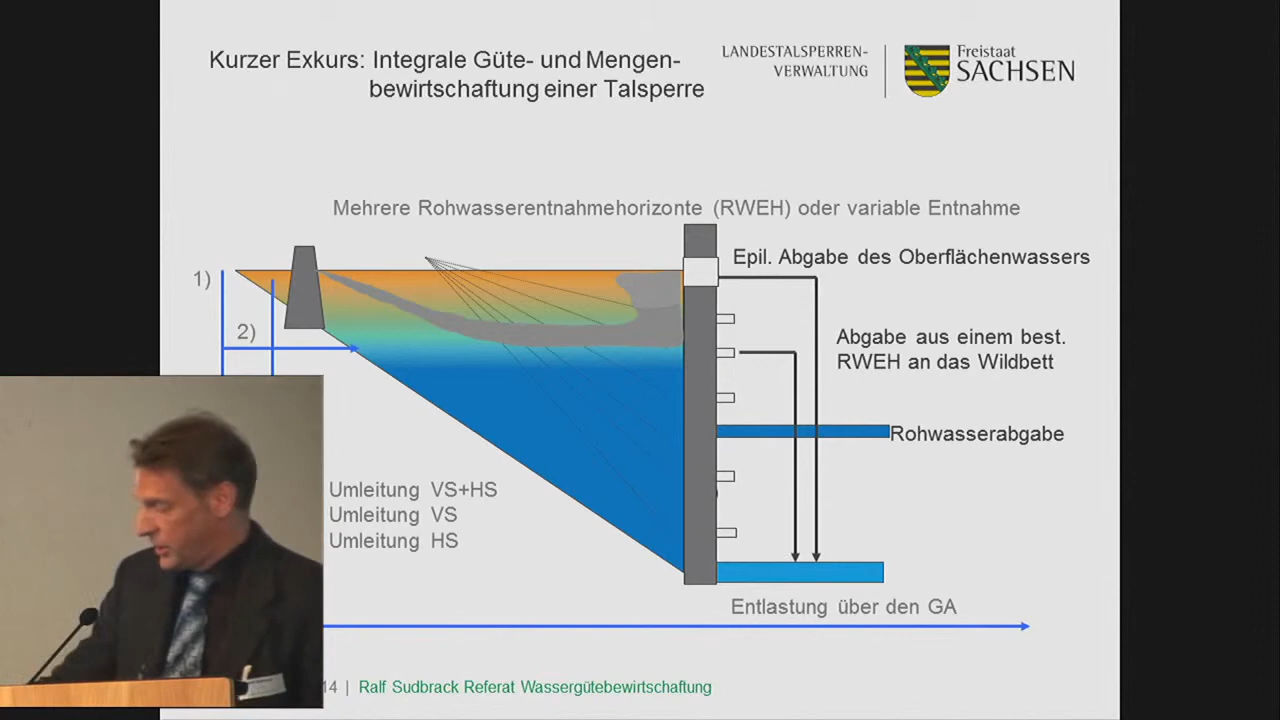 Kurzer Exkurs: Integrale Güte- und Mengen-
bewirtschaftung einer Talsperre
LANDESTALSPERREN-
VERWALTUNG
Freistaat
SACHSEN
Mehrere Rohwasserentnahmehorizonte (RWEH) oder variable Entnahme
Epil. Abgabe des Oberflächenwassers
1)
2)
Abgabe aus einem best.
RWEH an das Wildbett
Rohwasserabgabe
Umleitung VS+HS
Umleitung VS
Umleitung HS
Entlastung über den GA
14 | Ralf Sudbrack Referat Wassergütebewirtschaftung